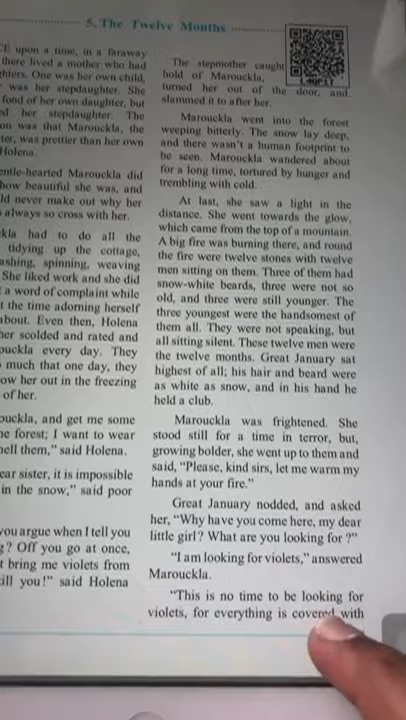 5. The Twelve Months
upon a time, in a faraway
there lived a mother who had
One was her own child,
was her stepdaughter. She
fond of her own daughter, but
her stepdaughter. The
was that Marouckla, the
was prettier than her own
Holena.
Marouckla did
how beautiful she was, and
never make out why her
always so cross with her.
had to do all the
tidying up the cottage,
spinning, weaving
She liked work and she did
a word of complaint while
the time adorning herself
about. Even then, Holena
her scolded and rated and
every day. They
much that one day, they
her out in the freezing
of her.
and get me some
forest; I want to wear
them,” said Holena.
sister, it is impossible
in the snow,” said poor
you argue when I tell you
? Off you go at once,
bring me violets from
you!” said Holena
The stepmother caught
hold of Marouckla,
turned her out of the door, and
slammed it to after her.
Marouckla went into the forest
weeping bitterly. The snow lay deep,
and there wasn't a human footprint to
be seen. Marouckla wandered about
for a long time, tortured by hunger and
trembling with cold.
At last, she saw a light in the
distance. She went towards the glow,
which came from the top of a mountain.
A big fire was burning there, and round
the fire were twelve stones with twelve
men sitting on them. Three of them had
snow-white beards, three were not so
old, and three were still younger. The
three youngest were the handsomest of
them all. They were not speaking, but
all sitting silent. These twelve men were
the twelve months. Great January sat
highest of all; his hair and beard were
as white as snow, and in his hand he
held a club.
Marouckla was frightened. She
stood still for a time in terror, but,
growing bolder, she went up to them and
said, “Please, kind sirs, let me warm my
hands at your fire.”
Great January nodded, and asked
her, “Why have you come here, my dear
little girl? What are you looking for ?”
“I am looking for violets,” answered
Marouckla.
“This is no time to be looking for
violets, for everything is covered with